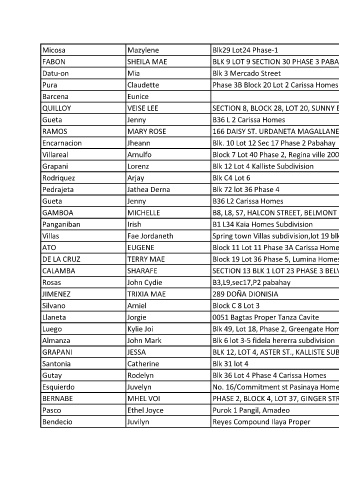 Micosa Mazylene Blk29 Lot24 Phase-1
FABON SHEILA MAE BLK 9 LOT 9 SECTION 30 PHASE 3 PABA
Datu-on Mia Blk 3 Mercado Street
Pura Claudette Phase 3B Block 20 Lot 2 Carissa Homes
Barcena Eunice
QUILLOY VEISE LEE SECTION 8, BLOCK 28, LOT 20, SUNNY B
Gueta Jenny B36 L 2 Carissa Homes
RAMOS MARY ROSE 166 DAISY ST. URDANETA MAGALLANE
Encarnacion Jheann Blk. 10 Lot 12 Sec 17 Phase 2 Pabahay
Villareal Arnulfo Block 7 Lot 40 Phase 2, Regina ville 200
Grapani Lorenz Blk 12 Lot 4 Kalliste Subdivision
Rodriquez Arjay Blk C4 Lot 6
Pedrajeta Jathea Derna Blk 72 lot 36 Phase 4
Gueta Jenny B36 L2 Carissa Homes
GAMBOA MICHELLE B8, L8, S7, HALCON STREET, BELMONT
Panganiban Irish B1 L34 Kaia Homes Subdivision
Villas Fae Jordaneth Spring town Villas subdivision,lot 19 blk
ATO EUGENE Block 11 Lot 11 Phase 3A Carissa Home
DE LA CRUZ TERRY MAE Block 19 Lot 36 Phase 5, Lumina Homes
CALAMBA SHARAFE SECTION 13 BLK 1 LOT 23 PHASE 3 BELV
Rosas John Cydie B3,L9,sec17,P2 pabahay
JIMENEZ TRIXIA MAE 289 DOÑA DIONISIA
Silvano Arniel Block C 8 Lot 3
Llaneta Jorgie 0051 Bagtas Proper Tanza Cavite
Luego Kylie Joi Blk 49, Lot 18, Phase 2, Greengate Hom
Almanza John Mark Blk 6 lot 3-5 fidela hererra subdivision
GRAPANI JESSA BLK 12, LOT 4, ASTER ST., KALLISTE SUB
Santonia Catherine Blk 31 lot 4
Gutay Rodelyn Blk 36 Lot 4 Phase 4 Carissa Homes
Esquierdo Juvelyn No. 16/Commitment st Pasinaya Home
BERNABE MHEL VOI PHASE 2, BLOCK 4, LOT 37, GINGER STR
Pasco Ethel Joyce Purok 1 Pangil, Amadeo
Bendecio Juvilyn Reyes Compound Ilaya Proper